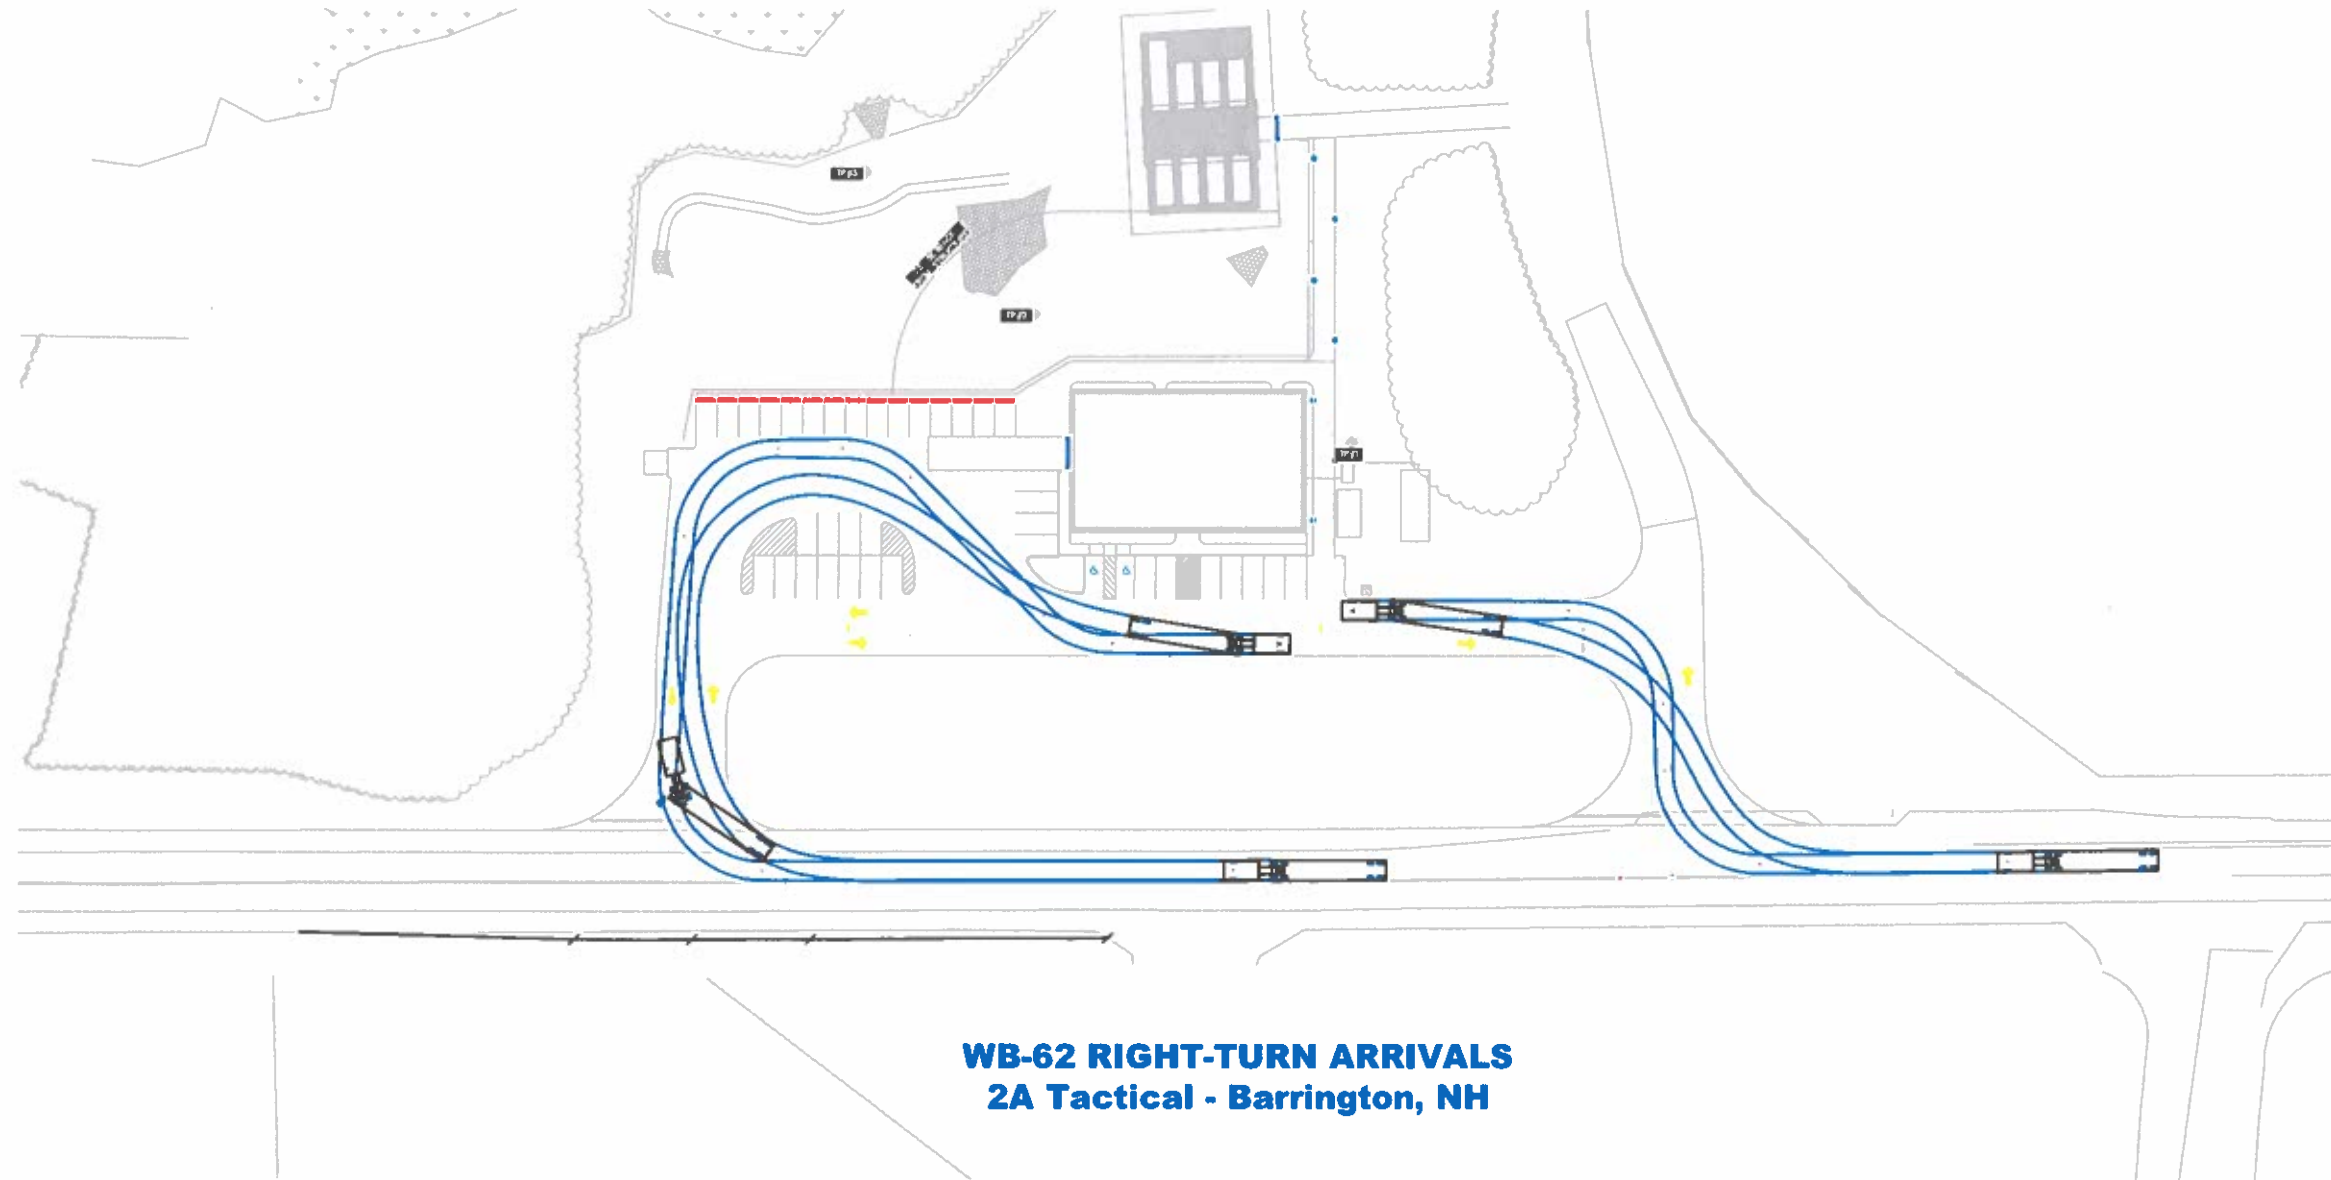 WB-62 RIGHT-TURN ARRIVALS
2A Tactical - Barrington, NH